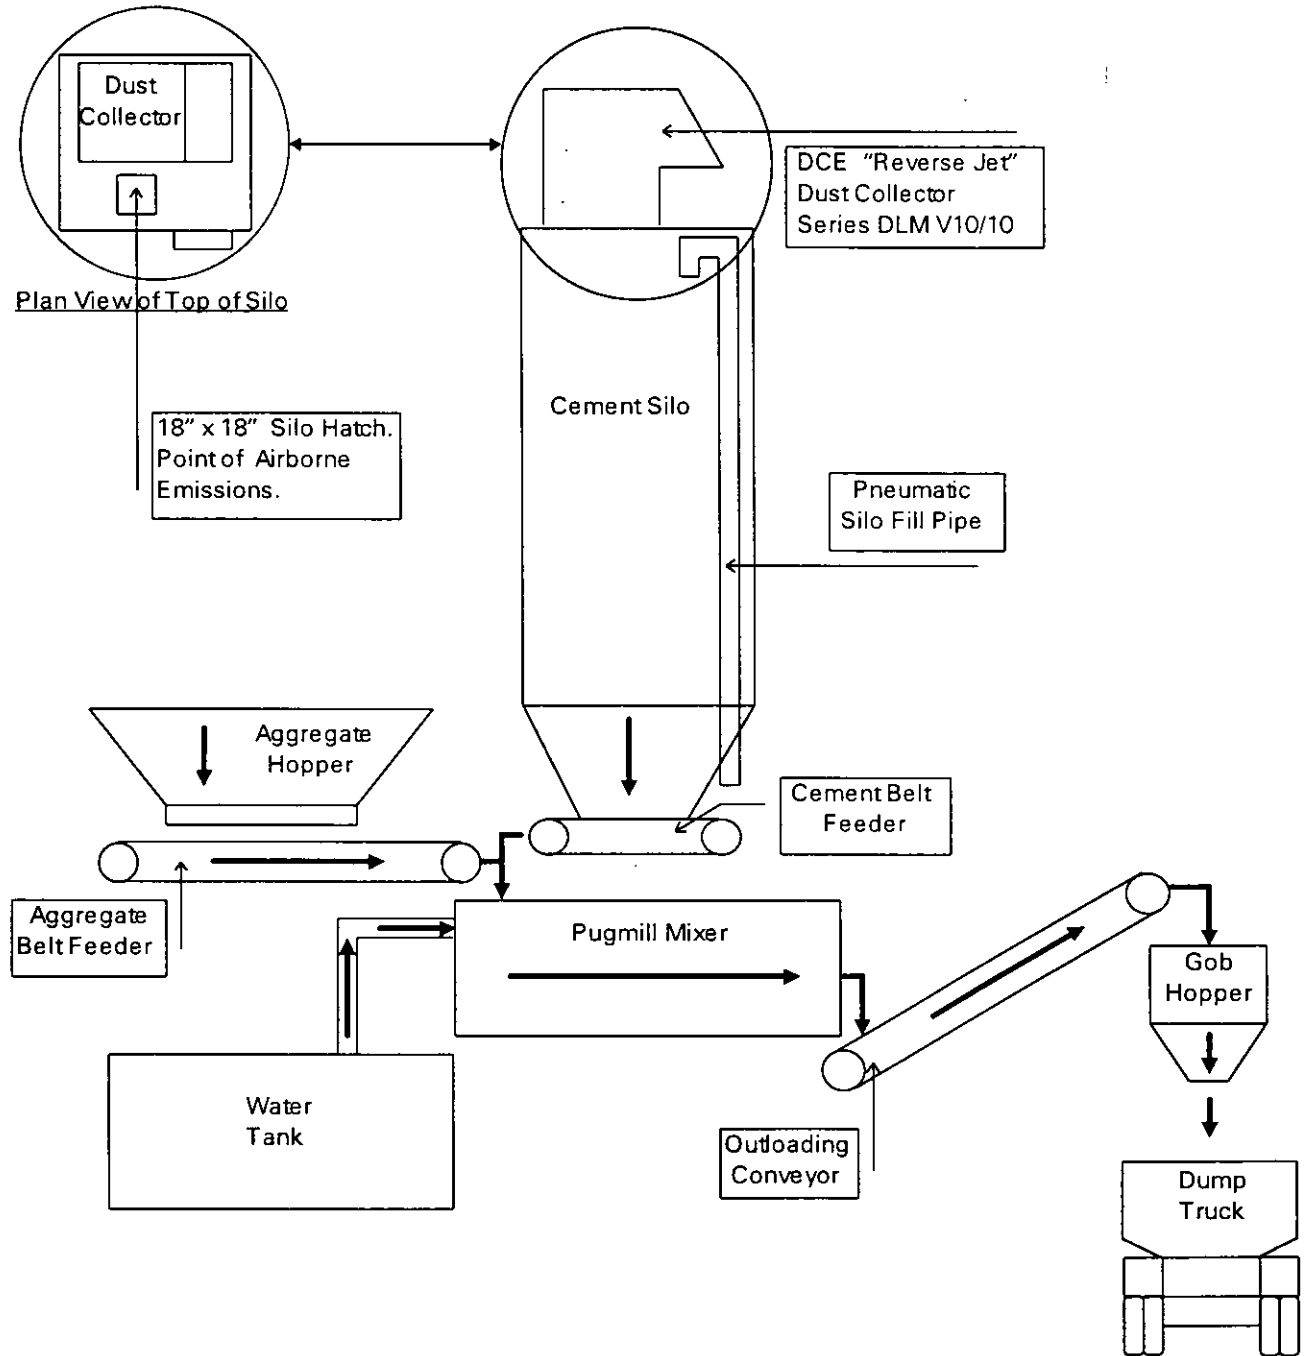 Dust
Collector
DCE "Reverse Jet"
Dust Collector
Series DLM V10/10
Plan View of Top of Silo
Cement Silo
18" x 18" Silo Hatch.
Point of Airborne
Emissions.
Pneumatic
Silo Fill Pipe
Aggregate
Hopper
Cement Belt
Feeder
Aggregate
Belt Feeder
Pugmill Mixer
Gob
Hopper
Water
Tank
Outloading
Conveyor
Dump
Truck